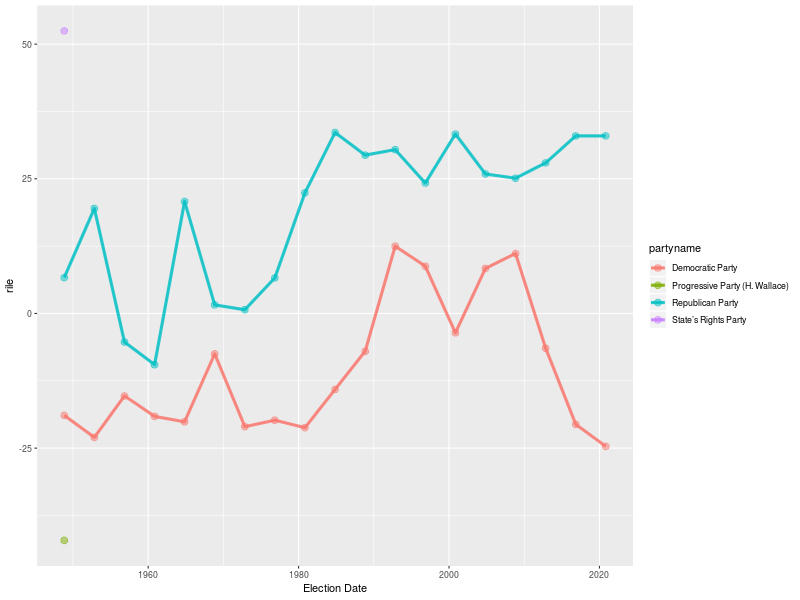 50
25
0
-25
rile
1960 1980 2000 2020
Election Date
partyname
Democratic Party
Progressive Party (H. Wallace)
Republican Party
State's Rights Party